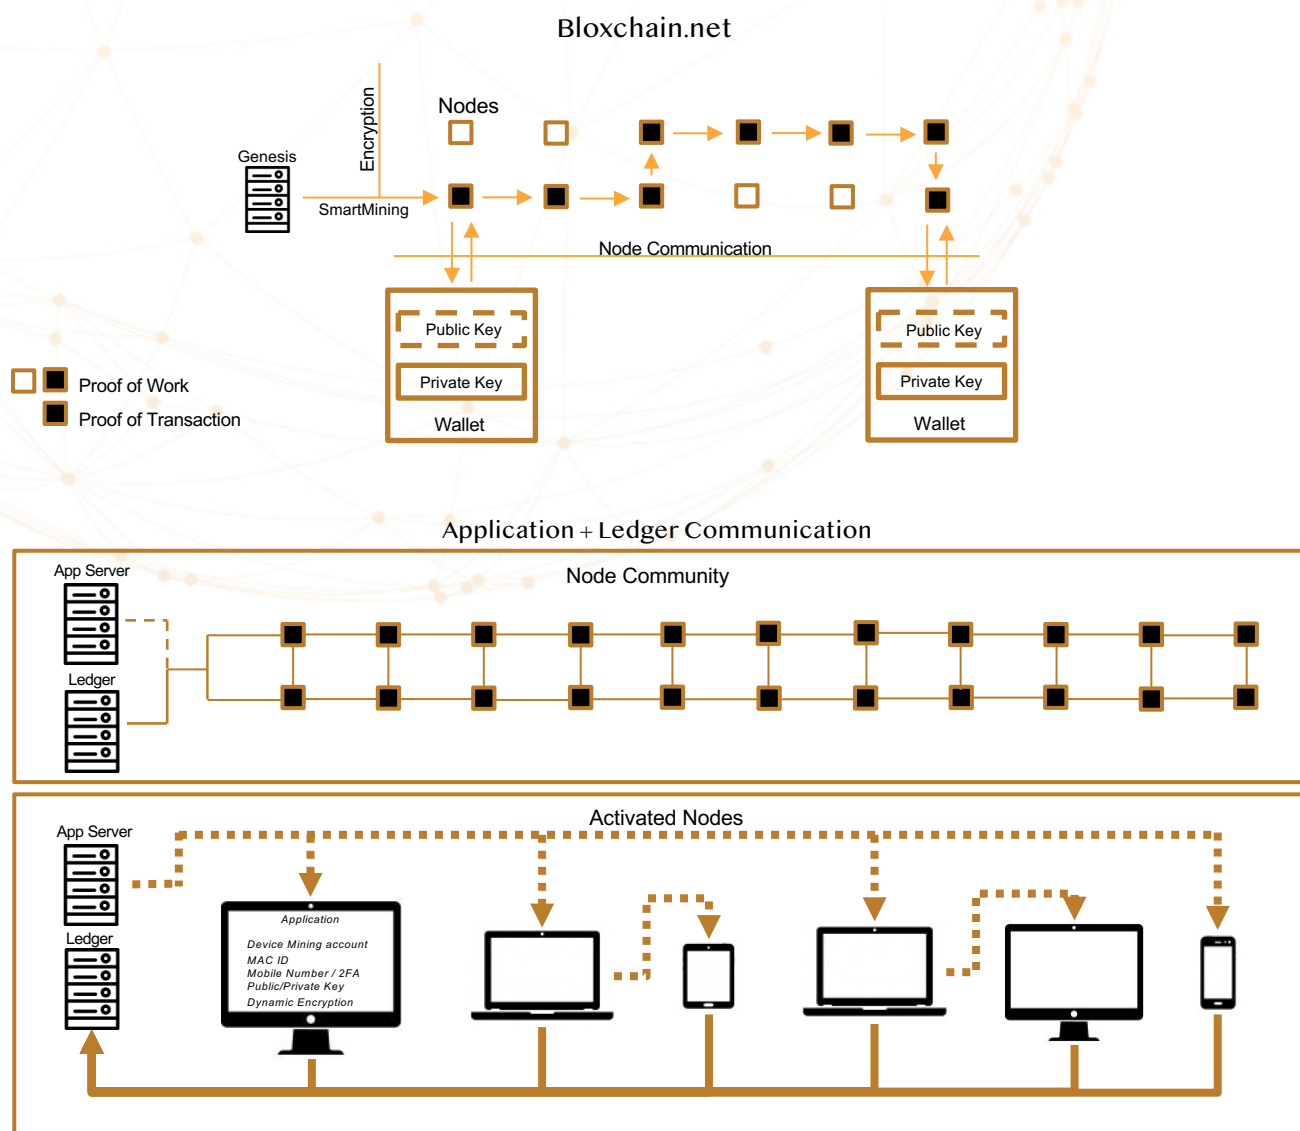 Bloxchain.net
Encryption
Nodes
Genesis
SmartMining
Node Communication
Public Key
Private Key
Wallet
Public Key
Private Key
Wallet
Proof of Work
Proof of Transaction
Application + Ledger Communication
App Server
Node Community
Ledger
Activated Nodes
App Server
Ledger
Application
Device Mining account
MAC ID
Mobile Number / 2FA
Public/Private Key
Dynamic Encryption